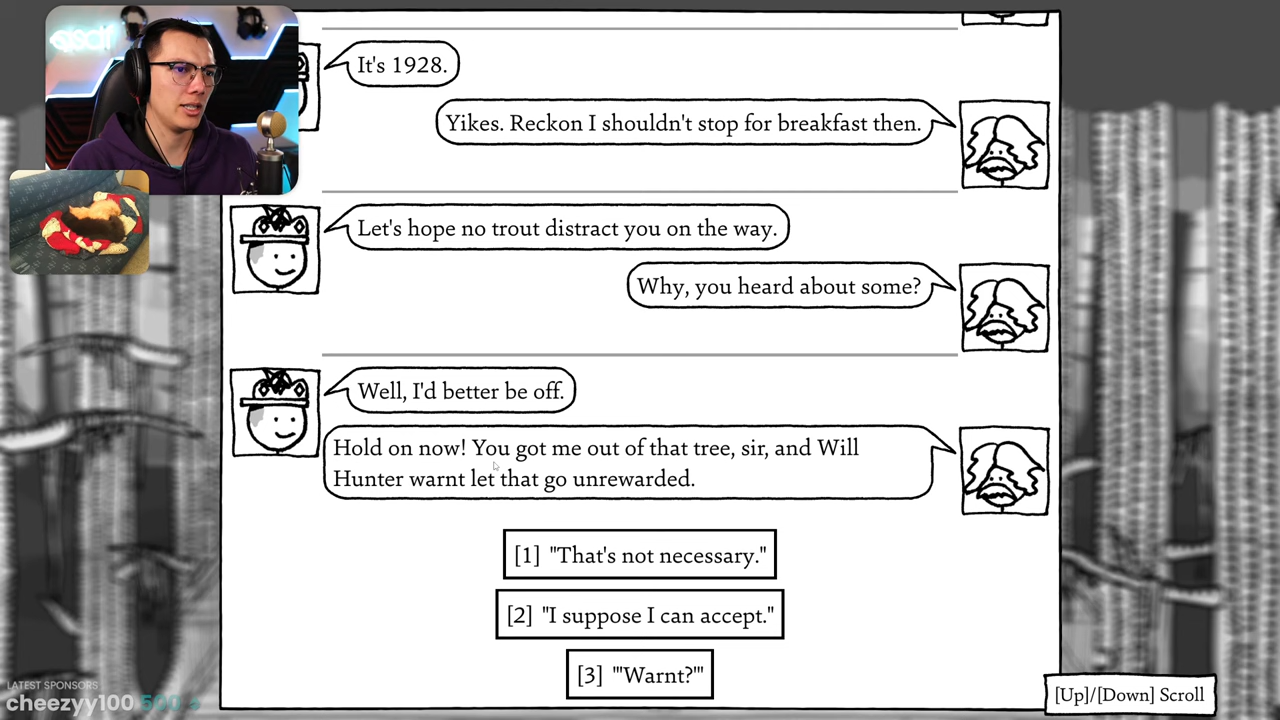 asdf
It's 1928.
Yikes. Reckon I shouldn't stop for breakfast then.
Let's hope no trout distract you on the way.
Why, you heard about some?
Well, I'd better be off.
Hold on now! You got me out of that tree, sir, and Will
Hunter warnt let that go unrewarded.
[1] "That's not necessary."
[2] "I suppose I can accept."
[3] "'Warnt?'"
[Up]/[Down] Scroll
LATEST SPONSORS
cheezyy100 500